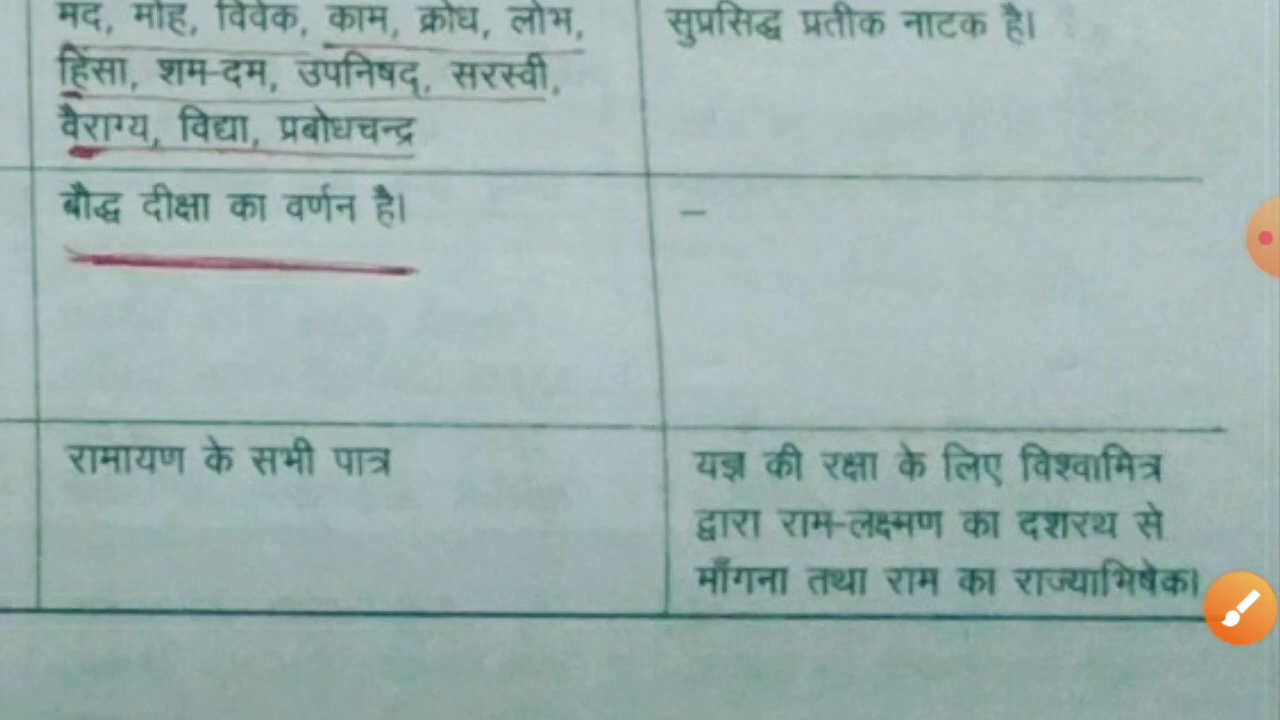 मद, मोह, विवेक, काम, क्रोध, लोभ,
हिंसा, शम-दम, उपनिषद्, सरस्वी,
वैराग्य, विद्या, प्रबोधचन्द्र
सुप्रसिद्ध प्रतीक नाटक है।
बौद्ध दीक्षा का वर्णन है।
–
रामायण के सभी पात्र
यज्ञ की रक्षा के लिए विश्वामित्र
द्वारा राम-लक्ष्मण का दशरथ से
माँगना तथा राम का राज्याभिषेक।